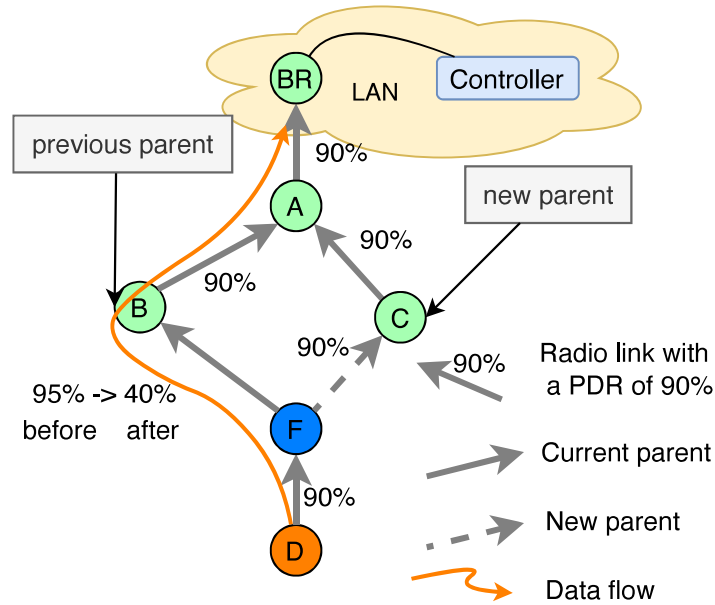 BR
Controller
LAN
previous parent
90%
A
new parent
90%
90%
B
C
90%
90%
Radio link with
a PDR of 90%
95% -> 40%
before after
F
Current parent
90%
New parent
D
Data flow